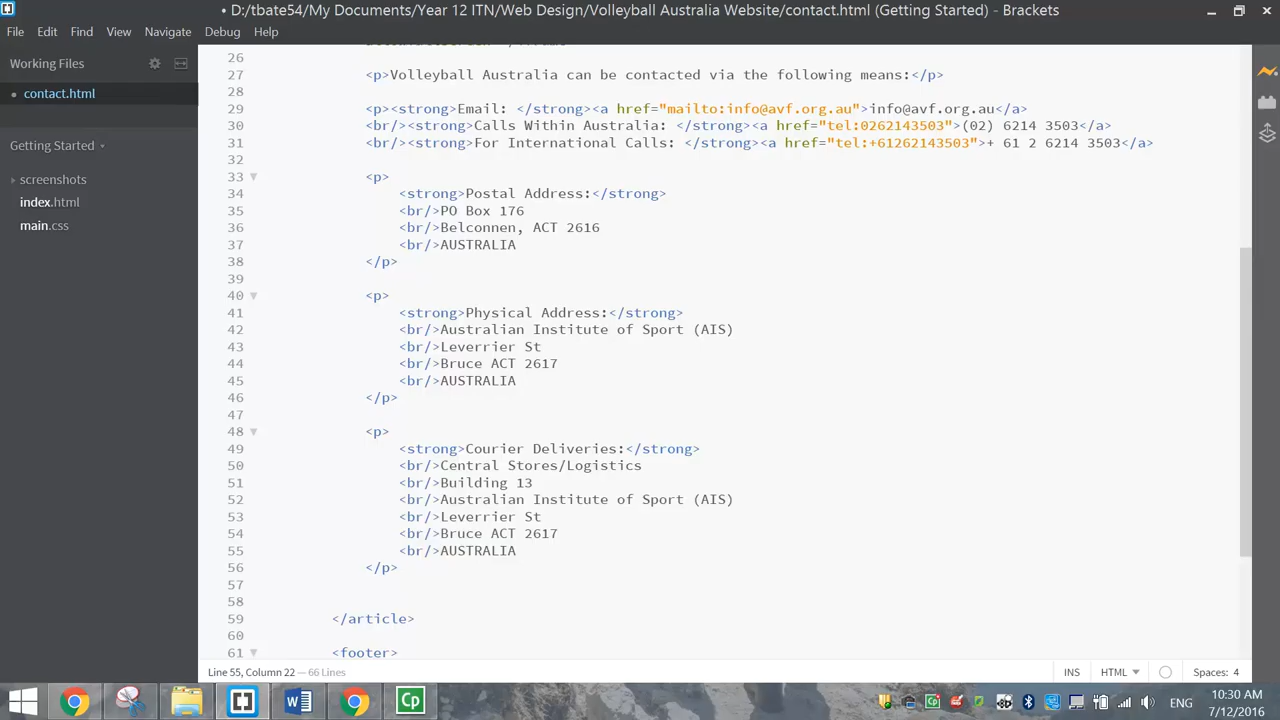 • D:/tbate54/My Documents/Year 12 ITN/Web Design/Volleyball Australia Website/contact.html (Getting Started) - Brackets
File Edit Find View Navigate Debug Help
Working Files
• contact.html
Getting Started
screenshots
index.html
main.css
26
27 <p>Volleyball Australia can be contacted via the following means:</p>
28
29 <p><strong>Email: </strong><a href="mailto:info@avf.org.au">info@avf.org.au</a>
30 <br/><strong>Calls Within Australia: </strong><a href="tel:0262143503">(02) 6214 3503</a>
31 <br/><strong>For International Calls: </strong><a href="tel:+61262143503">+ 61 2 6214 3503</a>
32
33 <p>
34 <strong>Postal Address:</strong>
35 <br/>PO Box 176
36 <br/>Belconnen, ACT 2616
37 <br/>AUSTRALIA
38 </p>
39
40 <p>
41 <strong>Physical Address:</strong>
42 <br/>Australian Institute of Sport (AIS)
43 <br/>Leverrier St
44 <br/>Bruce ACT 2617
45 <br/>AUSTRALIA
46 </p>
47
48 <p>
49 <strong>Courier Deliveries:</strong>
50 <br/>Central Stores/Logistics
51 <br/>Building 13
52 <br/>Australian Institute of Sport (AIS)
53 <br/>Leverrier St
54 <br/>Bruce ACT 2617
55 <br/>AUSTRALIA
56 </p>
57
58
59 </article>
60
61 <footer>
Line 55, Column 22 — 66 Lines
INS HTML Spaces: 4
Cp
ENG
10:30 AM
7/12/2016